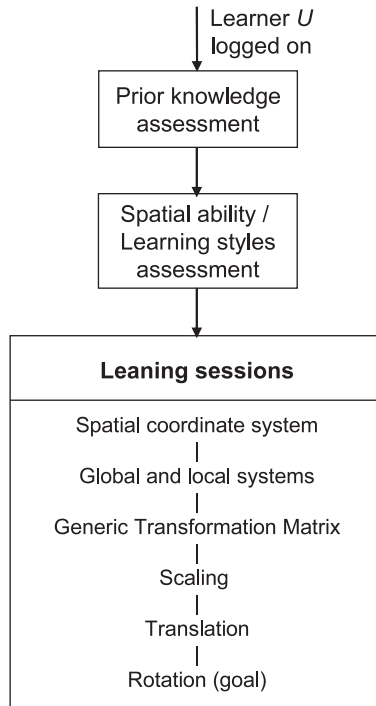 Learner U
logged on
Prior knowledge
assessment
Spatial ability /
Learning styles
assessment
Leaning sessions
Spatial coordinate system
Global and local systems
Generic Transformation Matrix
Scaling
Translation
Rotation (goal)